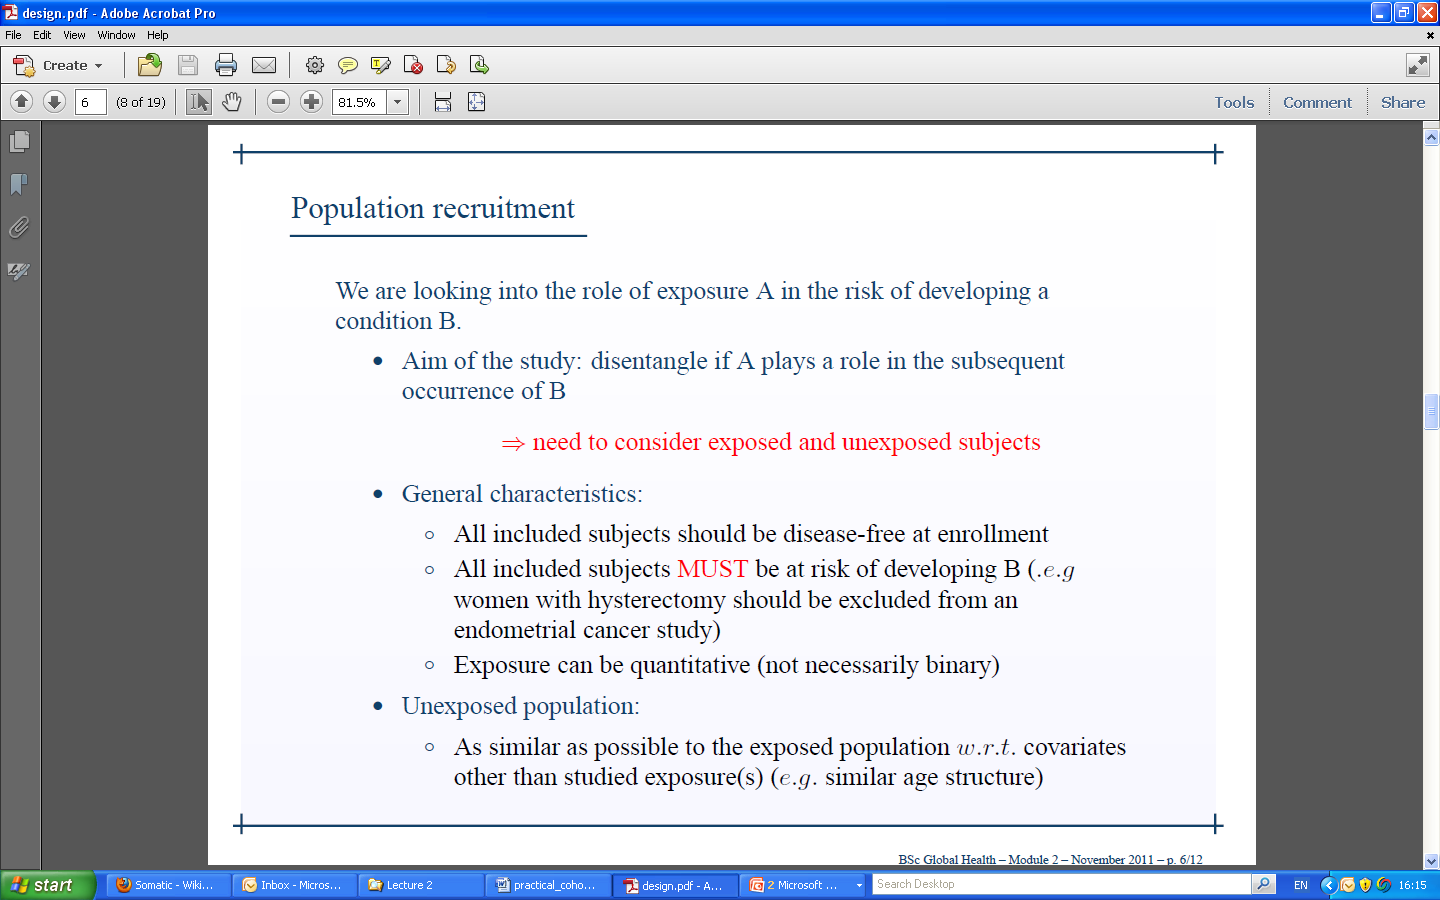 design.pdf - Adobe Acrobat Pro
File Edit View Window Help
Create
6 (8 of 19) 81.5% Tools Comment Share
Population recruitment
We are looking into the role of exposure A in the risk of developing a
condition B.
• Aim of the study: disentangle if A plays a role in the subsequent
occurrence of B
⇒ need to consider exposed and unexposed subjects
• General characteristics:
○ All included subjects should be disease-free at enrollment
○ All included subjects MUST be at risk of developing B (.e.g
women with hysterectomy should be excluded from an
endometrial cancer study)
○ Exposure can be quantitative (not necessarily binary)
• Unexposed population:
○ As similar as possible to the exposed population w.r.t. covariates
other than studied exposure(s) (e.g. similar age structure)
BSc Global Health – Module 2 – November 2011 – p. 6/12
start Somatic - Wiki... Inbox - Micros... Lecture 2 practical_coho... design.pdf - A... 2 Microsoft ... Search Desktop EN 16:15